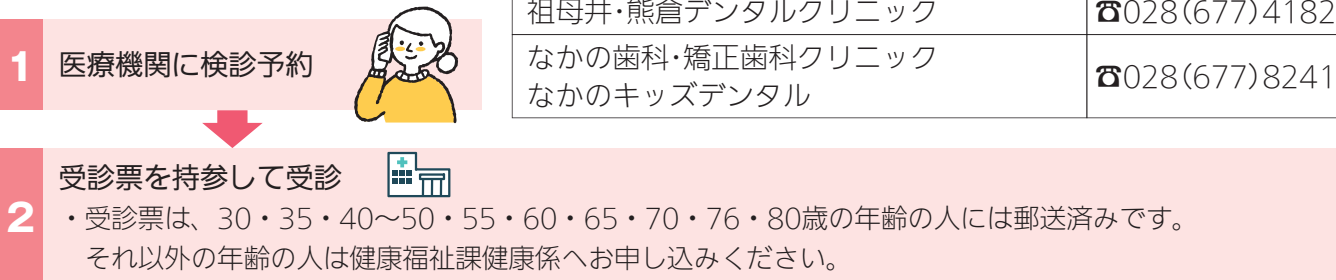 祖母井・熊倉デンタルクリニック ☎028(677)4182
1 医療機関に検診予約
なかの歯科・矯正歯科クリニック
なかのキッズデンタル ☎028(677)8241
2 受診票を持参して受診
・受診票は、30・35・40～50・55・60・65・70・76・80歳の年齢の人には郵送済みです。
それ以外の年齢の人は健康福祉課健康係へお申し込みください。